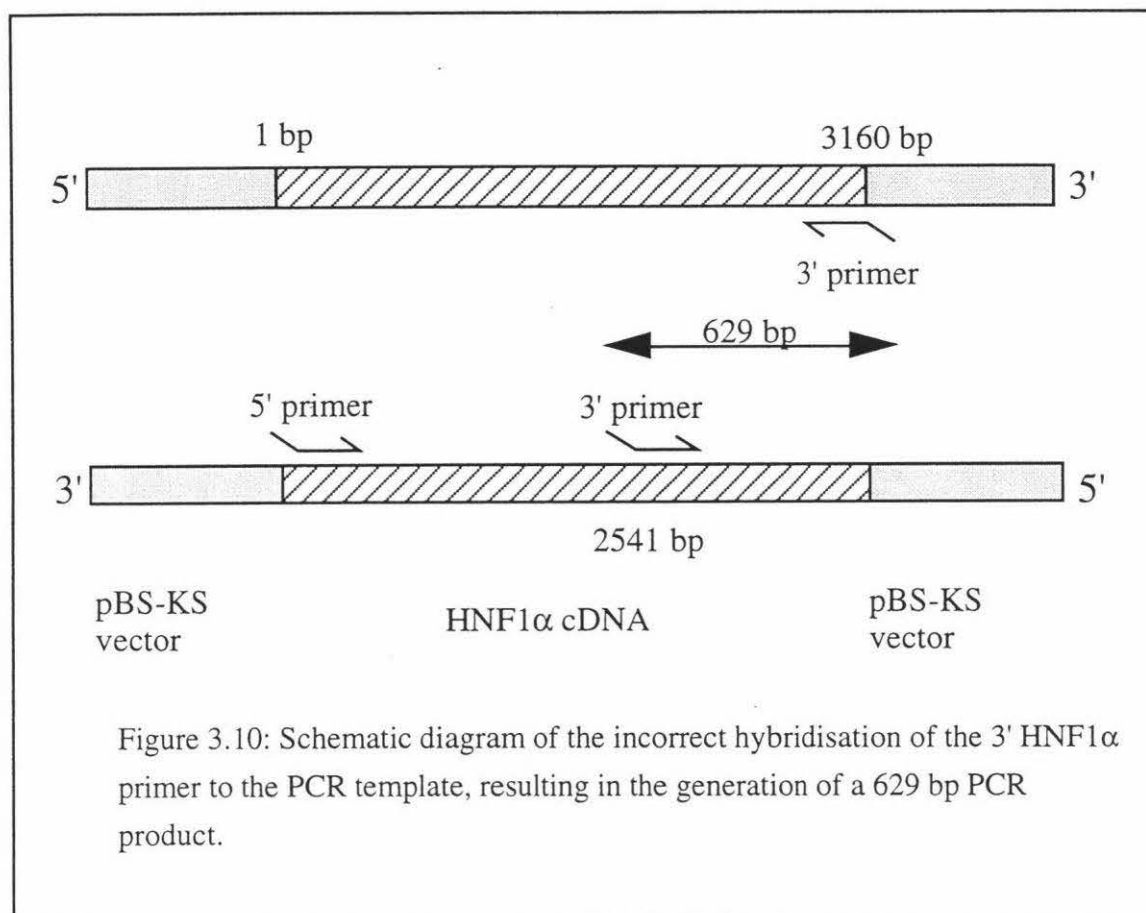 1 bp
3160 bp
5'
3'
3' primer
629 bp
5' primer
3' primer
3'
5'
2541 bp
pBS-KS
vector
HNF1α cDNA
pBS-KS
vector
Figure 3.10: Schematic diagram of the incorrect hybridisation of the 3' HNF1α
primer to the PCR template, resulting in the generation of a 629 bp PCR
product.